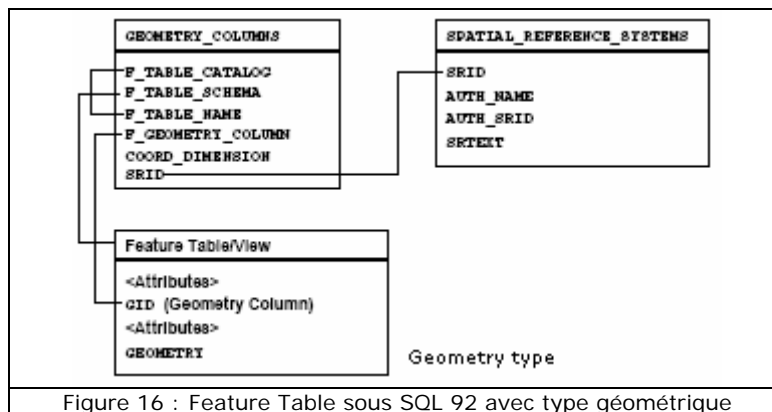 GEOMETRY_COLUMNS
F_TABLE_CATALOG
F_TABLE_SCHEMA
F_TABLE_NAME
F_GEOMETRY_COLUMN
COORD_DIMENSION
SRID
SPATIAL_REFERENCE_SYSTEMS
SRID
AUTH_NAME
AUTH_SRID
SRTEXT
Feature Table/View
<Attributes>
GID (Geometry Column)
<Attributes>
GEOMETRY
Geometry type
Figure 16 : Feature Table sous SQL 92 avec type géométrique